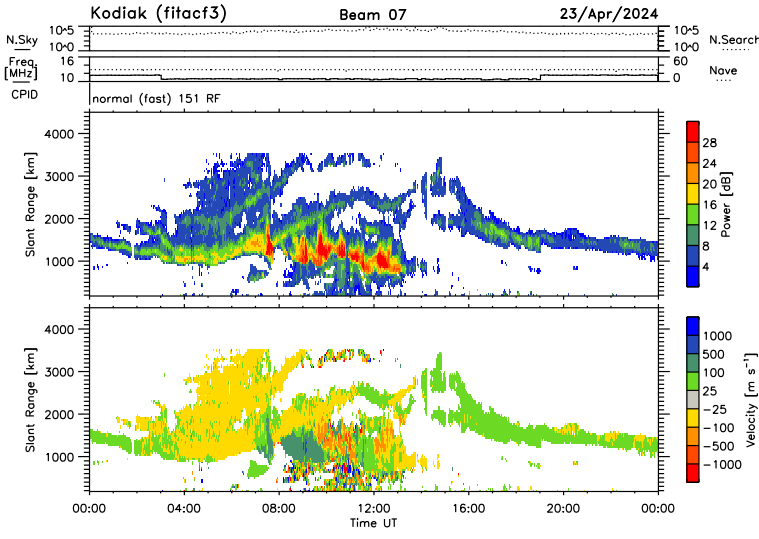 Kodiak (fitacf3) Beam 07 23/Apr/2024
N.Sky 10^5 10^0 10^5 10^0 N.Search
Freq. [MHz] 16 10 60 0 Nave
CPID normal (fast) 151 RF
Slant Range [km] 4000 3000 2000 1000
Power [dB] 28 24 20 16 12 8 4
Slant Range [km] 4000 3000 2000 1000
Velocity [m s^-1] 1000 500 100 25 -25 -100 -500 -1000
00:00 04:00 08:00 12:00 16:00 20:00 00:00
Time UT